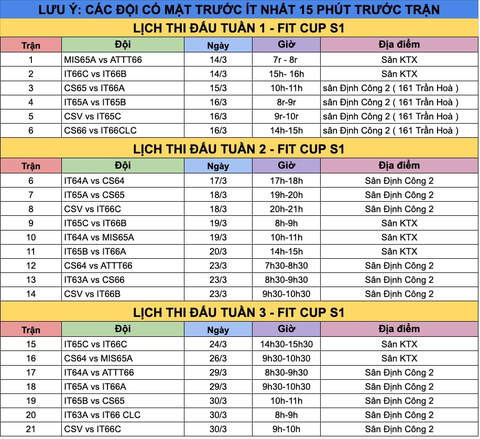 LƯU Ý: CÁC ĐỘI CÓ MẶT TRƯỚC ÍT NHẤT 15 PHÚT TRƯỚC TRẬN
LỊCH THI ĐẤU TUẦN 1 - FIT CUP S1
Trận Đội Ngày Giờ Địa điểm
1 MIS65A vs ATTT66 14/3 7r - 8r Sân KTX
2 IT66C vs IT66B 14/3 15h- 16h Sân KTX
3 CS65 vs IT66A 15/3 10h-11h sân Định Công 2 ( 161 Trần Hoà )
4 IT65A vs IT65B 16/3 8r-9r sân Định Công 2 ( 161 Trần Hoà )
5 CSV vs IT65C 16/3 9r-10r sân Định Công 2 ( 161 Trần Hoà )
6 CS66 vs IT66CLC 16/3 14h-15h sân Định Công 2 ( 161 Trần Hoà )
LỊCH THI ĐẤU TUẦN 2 - FIT CUP S1
Trận Đội Ngày Giờ Địa điểm
6 IT64A vs CS64 17/3 17h-18h Sân Định Công 2
7 IT65A vs CS65 18/3 19h-20h Sân Định Công 2
8 CSV vs IT66C 18/3 20h-21h Sân Định Công 2
9 IT65C vs IT66B 19/3 8h-9h Sân KTX
10 IT64A vs MIS65A 19/3 10h-11h Sân KTX
11 IT65B vs IT66A 20/3 14h-15h Sân KTX
12 CS64 vs ATTT66 23/3 7h30-8h30 Sân Định Công 2
13 IT63A vs CS66 23/3 8h30-9h30 Sân Định Công 2
14 CSV vs IT66B 23/3 9h30-10h30 Sân Định Công 2
LỊCH THI ĐẤU TUẦN 3 - FIT CUP S1
Trận Đội Ngày Giờ Địa điểm
15 IT65C vs IT66C 24/3 14h30-15h30 Sân KTX
16 CS64 vs MIS65A 26/3 9h30-10h30 Sân KTX
17 IT64A vs ATTT66 29/3 8h30-9h30 Sân Định Công 2
18 IT65A vs IT66A 29/3 9h30-10h30 Sân Định Công 2
19 IT65B vs CS65 30/3 10h-11h Sân Định Công 2
20 IT63A vs IT66 CLC 30/3 8h-9h Sân Định Công 2
21 CSV vs IT66C 30/3 9h-10h Sân Định Công 2